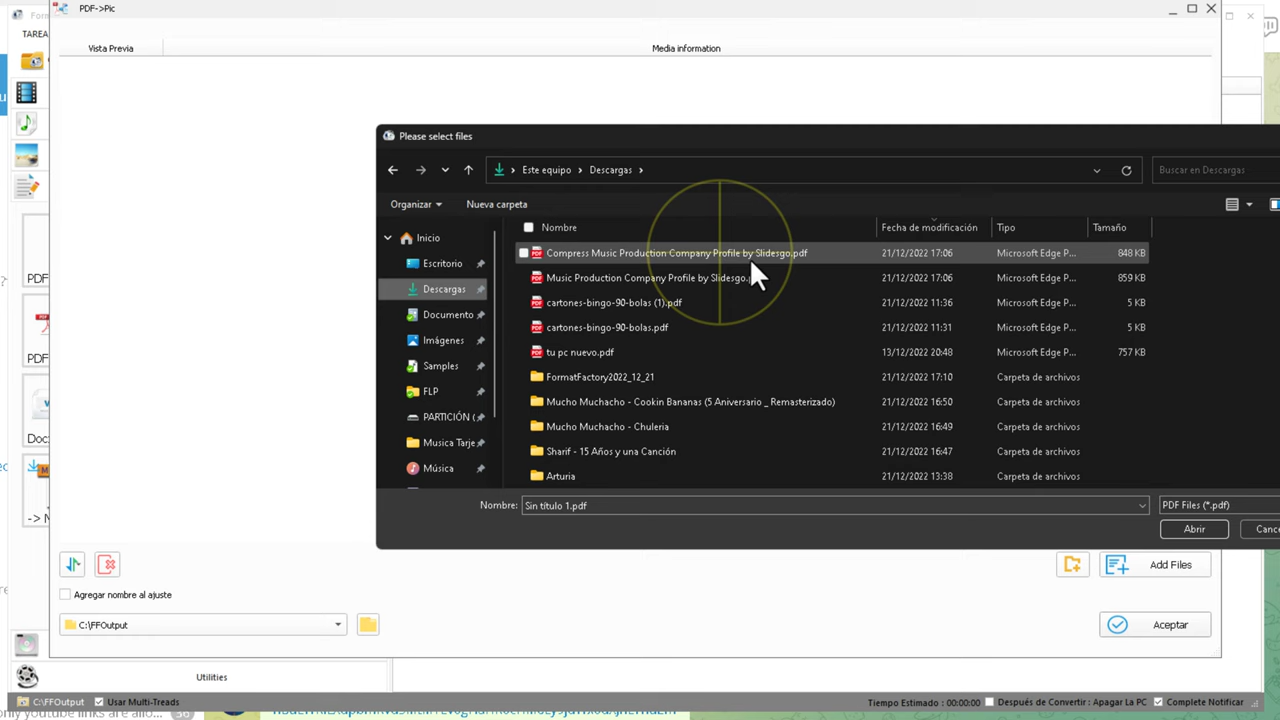 PDF->Pic
Form
TAREA
Vista Previa
Media information
Please select files
Este equipo
Descargas
Buscar en Descargas
Organizar
Nueva carpeta
Nombre
Fecha de modificación
Tipo
Tamaño
Inicio
Escritorio
Descargas
Documento
Imágenes
Samples
FLP
PARTICIÓN (
Musica Tarje
Música
Compress Music Production Company Profile by Slidesgo.pdf 21/12/2022 17:06 Microsoft Edge P... 848 KB
Music Production Company Profile by Slidesgo.p 21/12/2022 17:06 Microsoft Edge P... 859 KB
cartones-bingo-90-bolas (1).pdf 21/12/2022 11:36 Microsoft Edge P... 5 KB
cartones-bingo-90-bolas.pdf 21/12/2022 11:31 Microsoft Edge P... 5 KB
tu pc nuevo.pdf 13/12/2022 20:48 Microsoft Edge P... 757 KB
FormatFactory2022_12_21 21/12/2022 17:10 Carpeta de archivos
Mucho Muchacho - Cookin Bananas (5 Aniversario _ Remasterizado) 21/12/2022 16:50 Carpeta de archivos
Mucho Muchacho - Chuleria 21/12/2022 16:49 Carpeta de archivos
Sharif - 15 Años y una Canción 21/12/2022 16:47 Carpeta de archivos
Arturia 21/12/2022 13:38 Carpeta de archivos
Nombre: Sin título 1.pdf PDF Files (*.pdf)
Abrir Cance
PDF
PDF
Doc
-> M
Add Files
Agregar nombre al ajuste
C:\FFOutput
Aceptar
Utilities
C:\FFOutput Usar Multi-Treads Tiempo Estimado : 00:00:00 Después de Convertir : Apagar La PC Complete Notificar
only youtube links are allo... 36